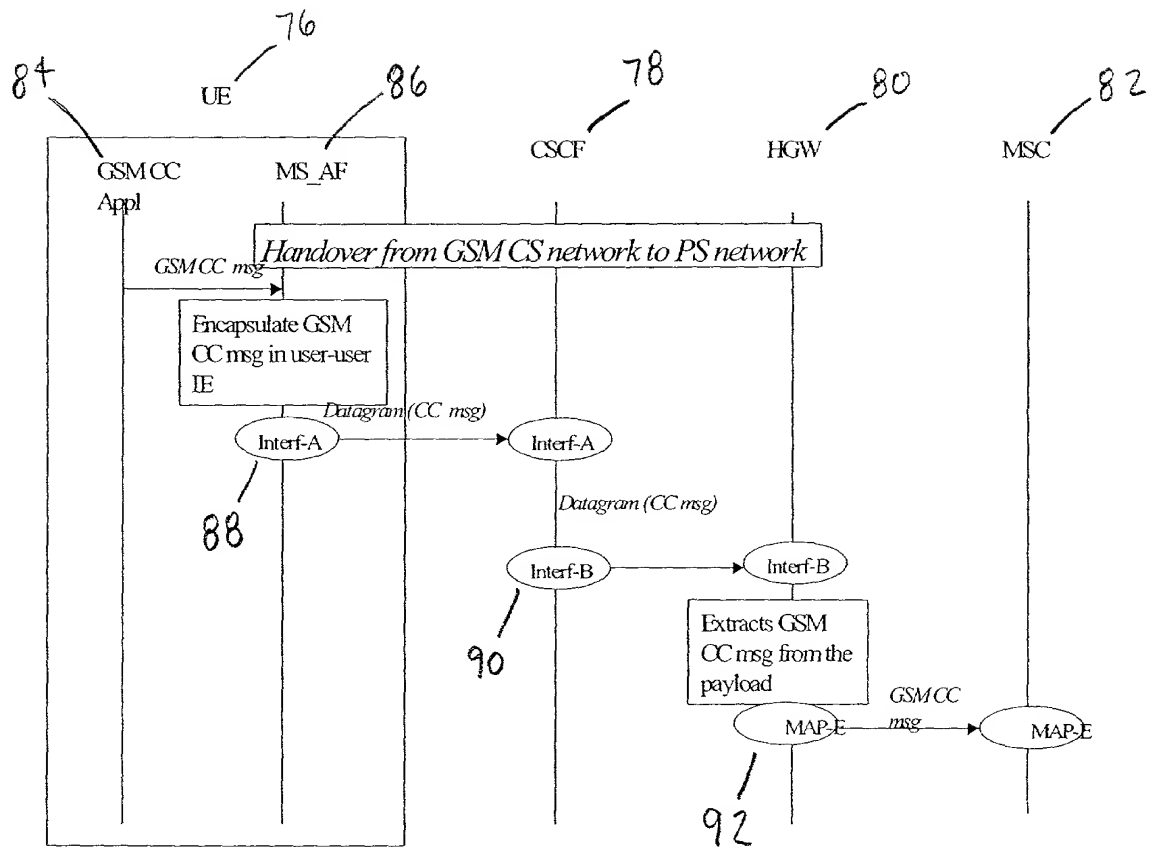 76
84
UE
86
78
80
82
GSM CC
Appl
MS_AF
CSCF
HGW
MSC
Handover from GSM CS network to PS network
GSM CC msg
Encapsulate GSM
CC msg in user-user
IE
Datagram (CC msg)
Interf-A
Interf-A
88
Datagram (CC msg)
Interf-B
Interf-B
90
Extracts GSM
CC msg from the
payload
GSM CC
msg
MAP-E
MAP-E
92